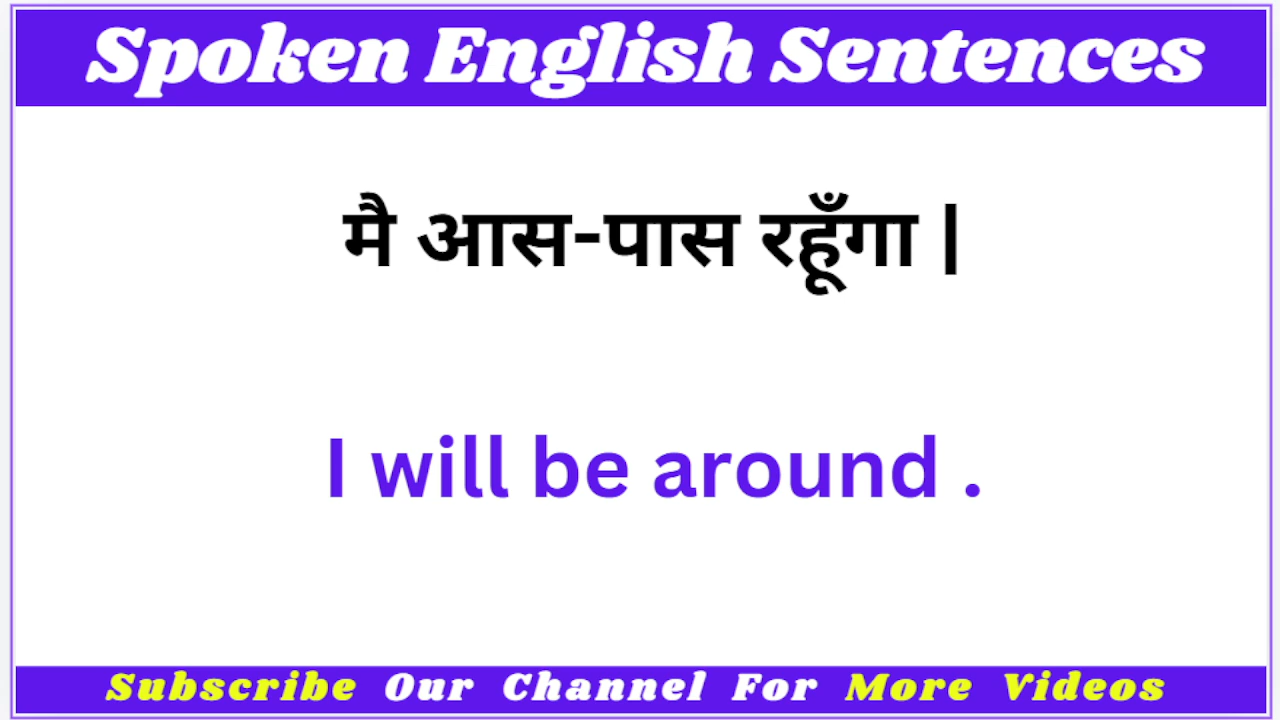 Spoken English Sentences
मै आस-पास रहूँगा |
I will be around .
Subscribe Our Channel For More Videos